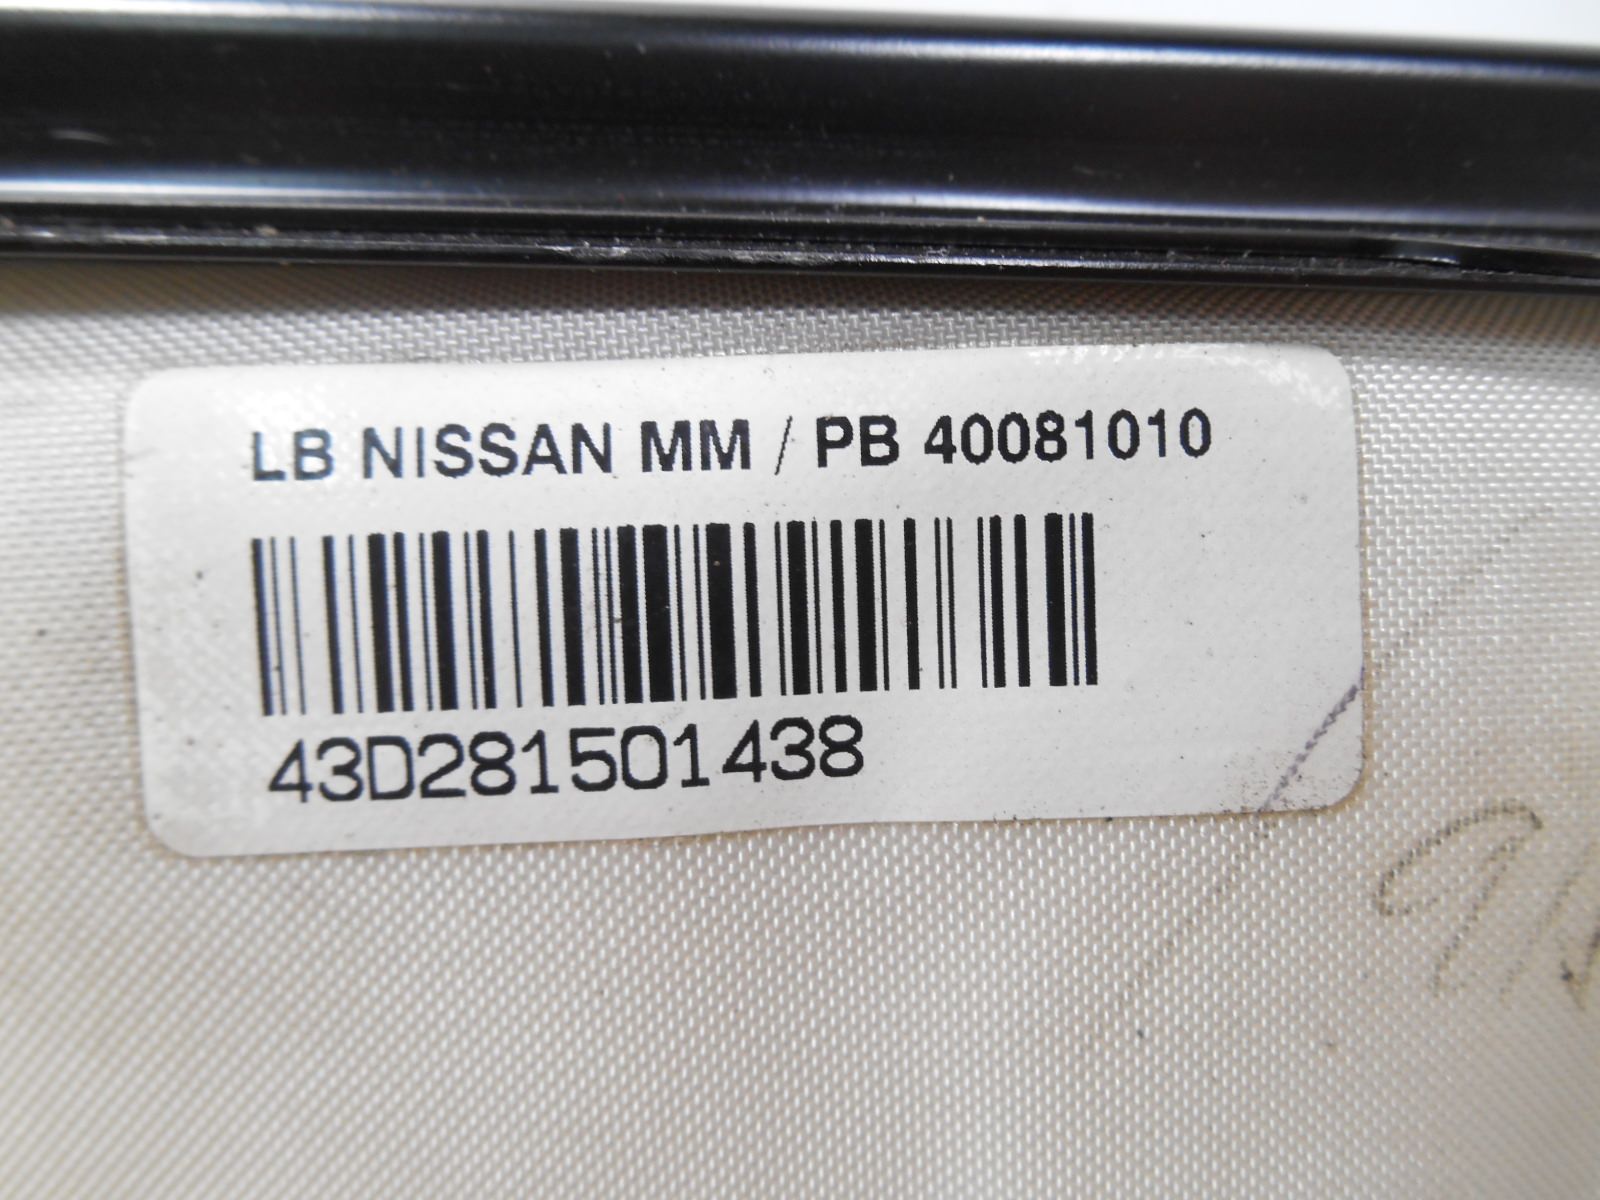 LB NISSAN MM / PB 40081010
43D281501438